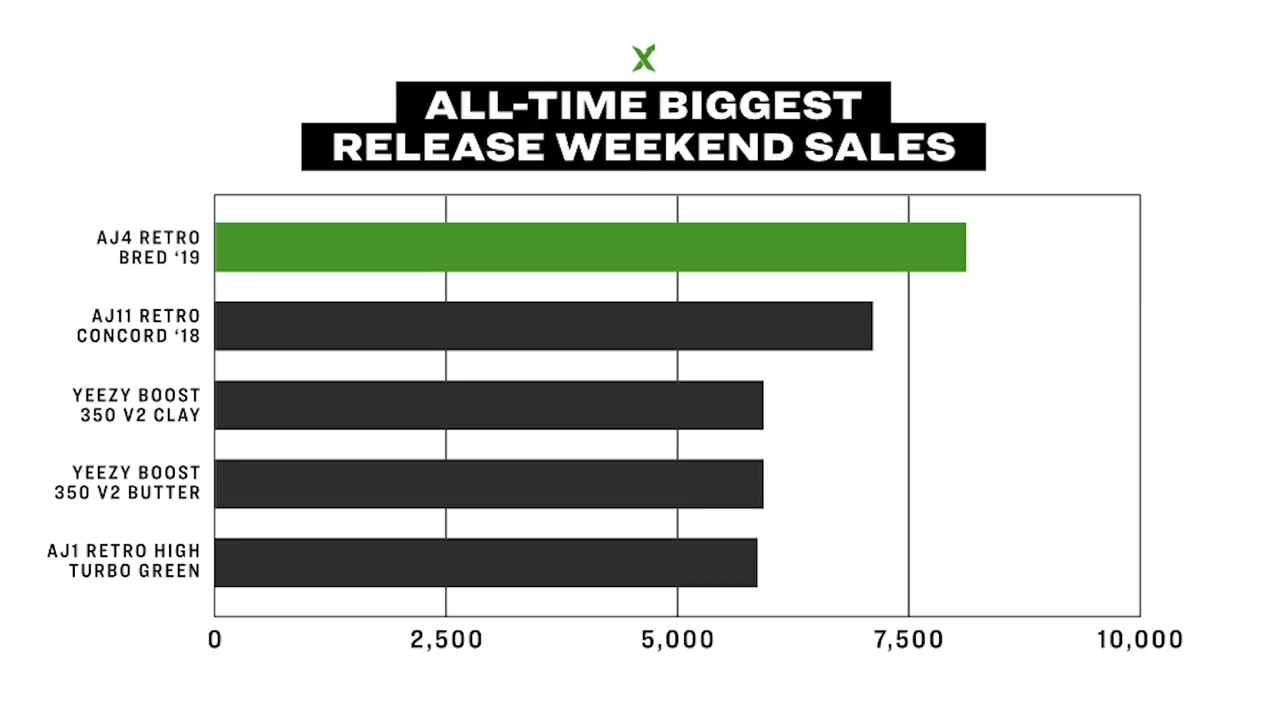 ALL-TIME BIGGEST
RELEASE WEEKEND SALES
AJ4 RETRO
BRED ‘19
AJ11 RETRO
CONCORD ‘18
YEEZY BOOST
350 V2 CLAY
YEEZY BOOST
350 V2 BUTTER
AJ1 RETRO HIGH
TURBO GREEN
0 2,500 5,000 7,500 10,000